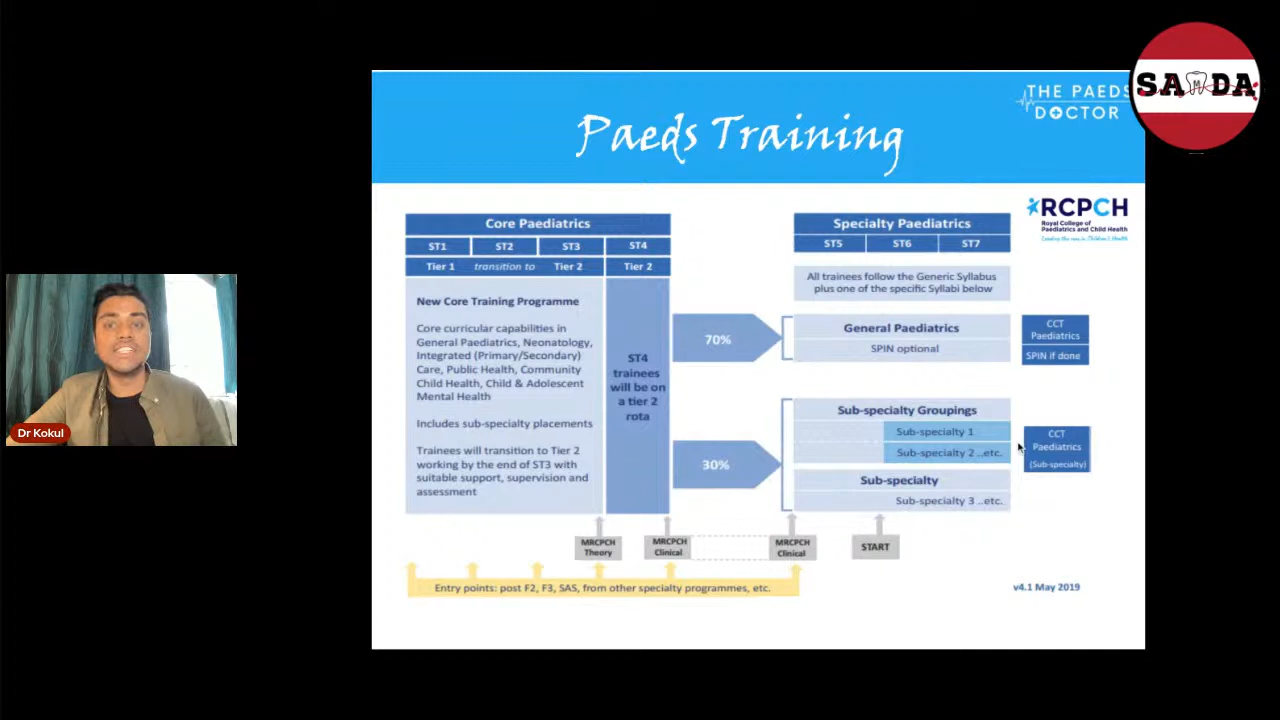 THE PAEDS
DOCTOR
SAMDA
Paeds Training
RCPCH
Royal College of
Paediatrics and Child Health
Leading the way in Children's Health
Core Paediatrics
ST1 ST2 ST3 ST4
Tier 1 transition to Tier 2 Tier 2
New Core Training Programme
Core curricular capabilities in
General Paediatrics, Neonatology,
Integrated (Primary/Secondary)
Care, Public Health, Community
Child Health, Child & Adolescent
Mental Health
Includes sub-specialty placements
Trainees will transition to Tier 2
working by the end of ST3 with
suitable support, supervision and
assessment
ST4
trainees
will be on
a tier 2
rota
70%
30%
Specialty Paediatrics
ST5 ST6 ST7
All trainees follow the Generic Syllabus
plus one of the specific Syllabi below
General Paediatrics
SPIN optional
CCT
Paediatrics
SPIN if done
Sub-specialty Groupings
Sub-specialty 1
Sub-specialty 2 ..etc.
Sub-specialty
Sub-specialty 3 ..etc.
CCT
Paediatrics
(Sub-specialty)
MRCPCH
Theory
MRCPCH
Clinical
MRCPCH
Clinical
START
Entry points: post F2, F3, SAS, from other specialty programmes, etc.
v4.1 May 2019
Dr Kokul